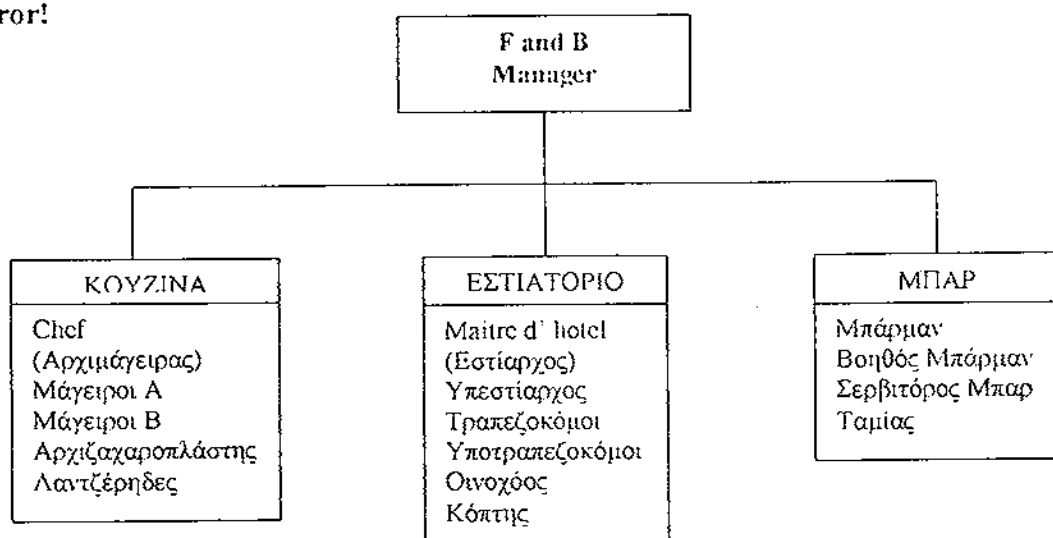 ror!
F and B
Manager
ΚΟΥΖΙΝΑ
Chef
(Αρχιμάγειρας)
Μάγειροι Α
Μάγειροι Β
Αρχιζαχαροπλάστης
Λαντζέρηδες
ΕΣΤΙΑΤΟΡΙΟ
Maitre d' hotel
(Εστίαρχος)
Υπεστίαρχος
Τραπεζοκόμοι
Υποτραπεζοκόμοι
Οινοχόος
Κόπτης
ΜΠΑΡ
Μπάρμαν
Βοηθός Μπάρμαν
Σερβιτόρος Μπαρ
Ταμίας